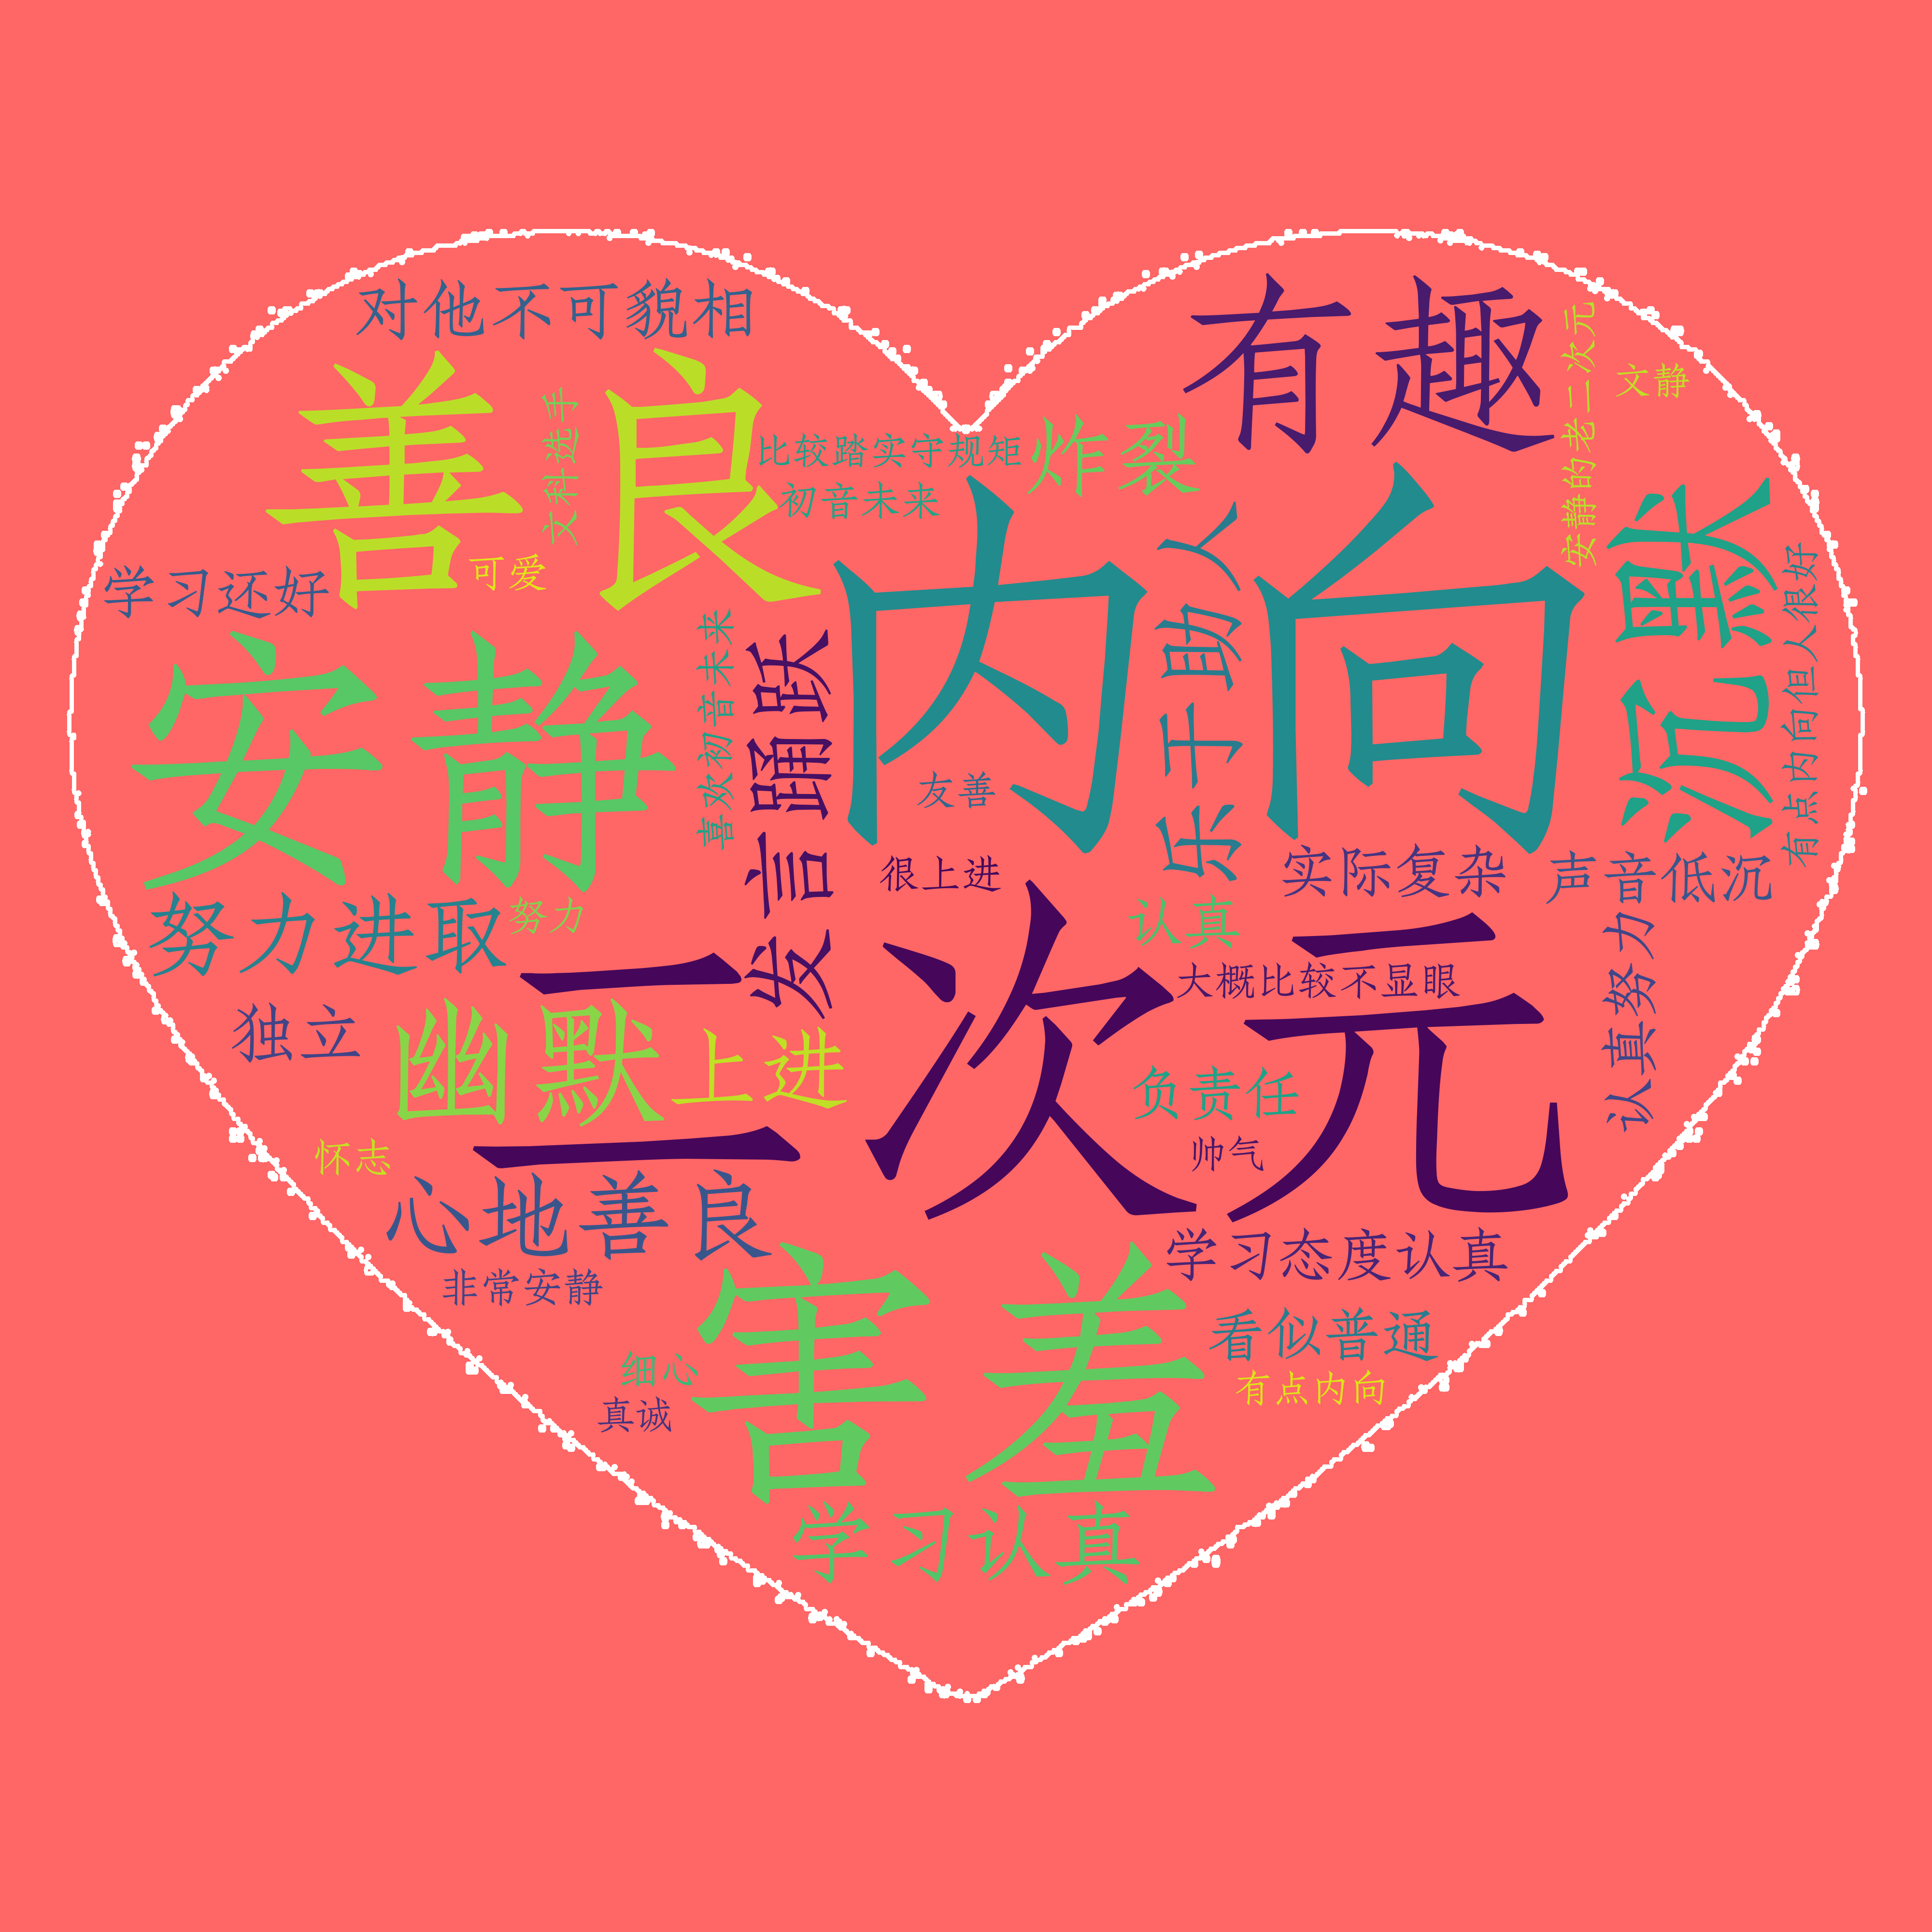 对他不可貌相
有趣
善良
文科选手
安静的老二次元
文静
比较踏实守规矩
炸裂
初音未来
内向
沉默
学习还好
可爱
安静
喜欢初音未来
发言踊跃
乐于助人
有点内向但人很好
友善
很上进
实际复杂
声音低沉
努力进取
努力
认真
认真努力
二次元
大概比较不显眼
独立
幽默
上进
负责任
帅气
怀志
心地善良
学习态度认真
非常安静
害羞
看似普通
细心
有点内向
真诚
学习认真